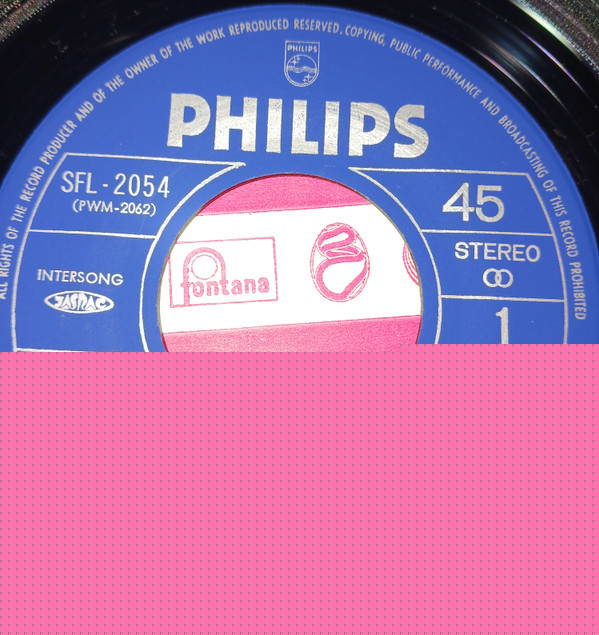 ALL RIGHTS OF THE RECORD PRODUCER AND OF THE OWNER OF THE WORK REPRODUCED RESERVED. COPYING, PUBLIC PERFORMANCE AND BROADCASTING OF THIS RECORD PROHIBITED
PHILIPS
PHILIPS
SFL-2054
(PWM-2062)
45
STEREO
INTERSONG
JASRAC
fontana
1